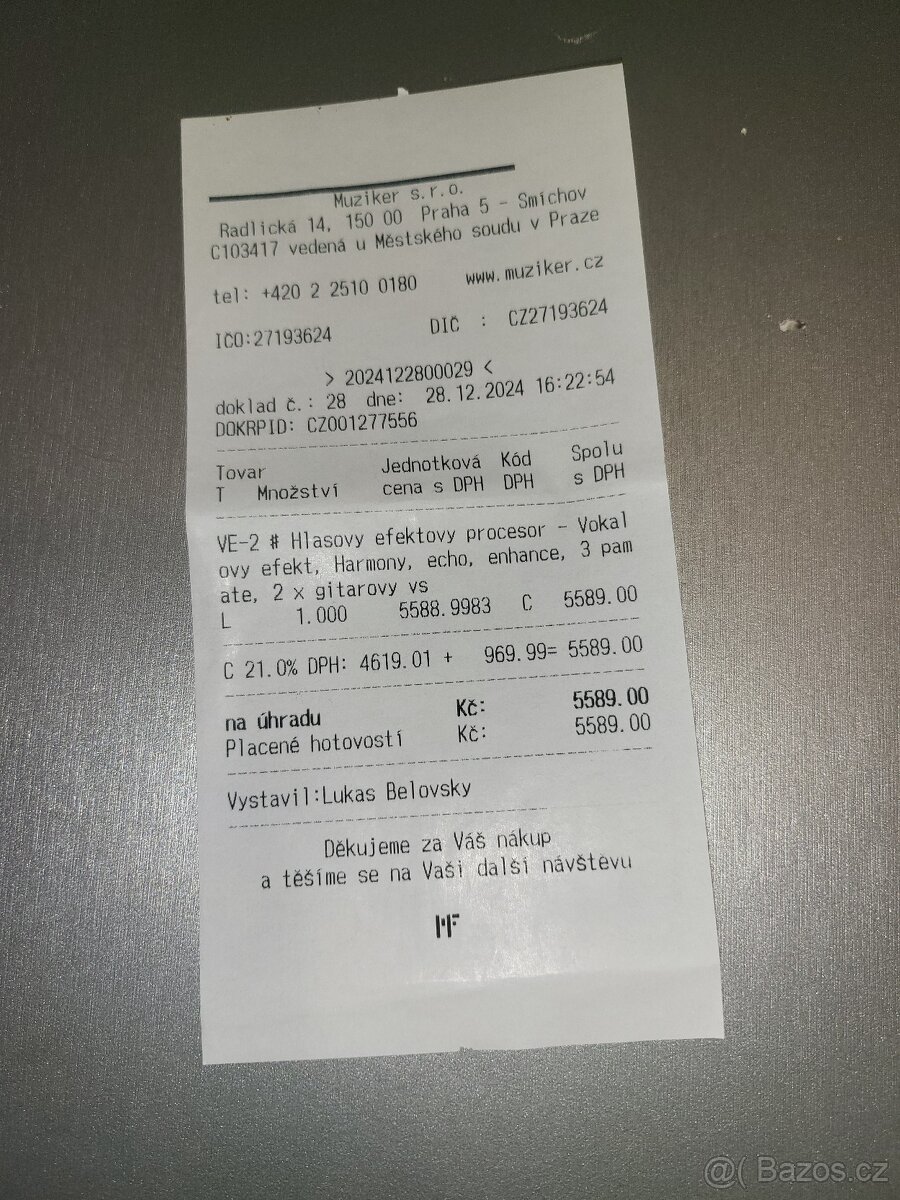 Muziker s.r.o.
Radlická 14, 150 00 Praha 5 - Smíchov
C103417 vedená u Městského soudu v Praze
tel: +420 2 2510 0180 www.muziker.cz
IČO:27193624 DIČ : CZ27193624
> 2024122800029 <
doklad č.: 28 dne: 28.12.2024 16:22:54
DOKRPID: CZ001277556
Tovar Jednotková Kód Spolu
T Množství cena s DPH DPH s DPH
VE-2 # Hlasovy efektovy procesor - Vokal
ovy efekt, Harmony, echo, enhance, 3 pam
ate, 2 x gitarovy vs
L 1.000 5588.9983 C 5589.00
C 21.0% DPH: 4619.01 + 969.99= 5589.00
na úhradu Kč: 5589.00
Placené hotovostí Kč: 5589.00
Vystavil:Lukas Belovsky
Děkujeme za Váš nákup
a těšíme se na Vaši další návštěvu
MF
@( Bazos.cz